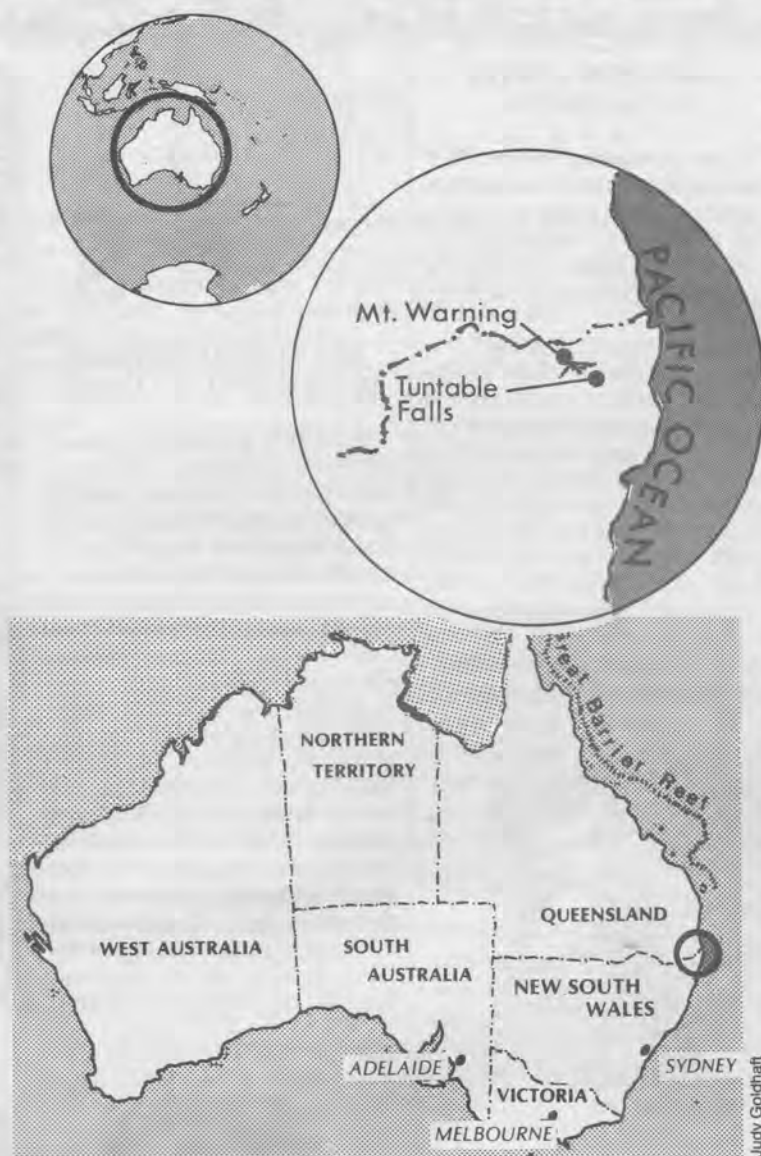 Mt. Warning
Tuntable
Falls
PACIFIC OCEAN
Great Barrier Reef
NORTHERN
TERRITORY
QUEENSLAND
WEST AUSTRALIA
SOUTH
AUSTRALIA
NEW SOUTH
WALES
ADELAIDE
SYDNEY
VICTORIA
MELBOURNE
Judy Goldhaft